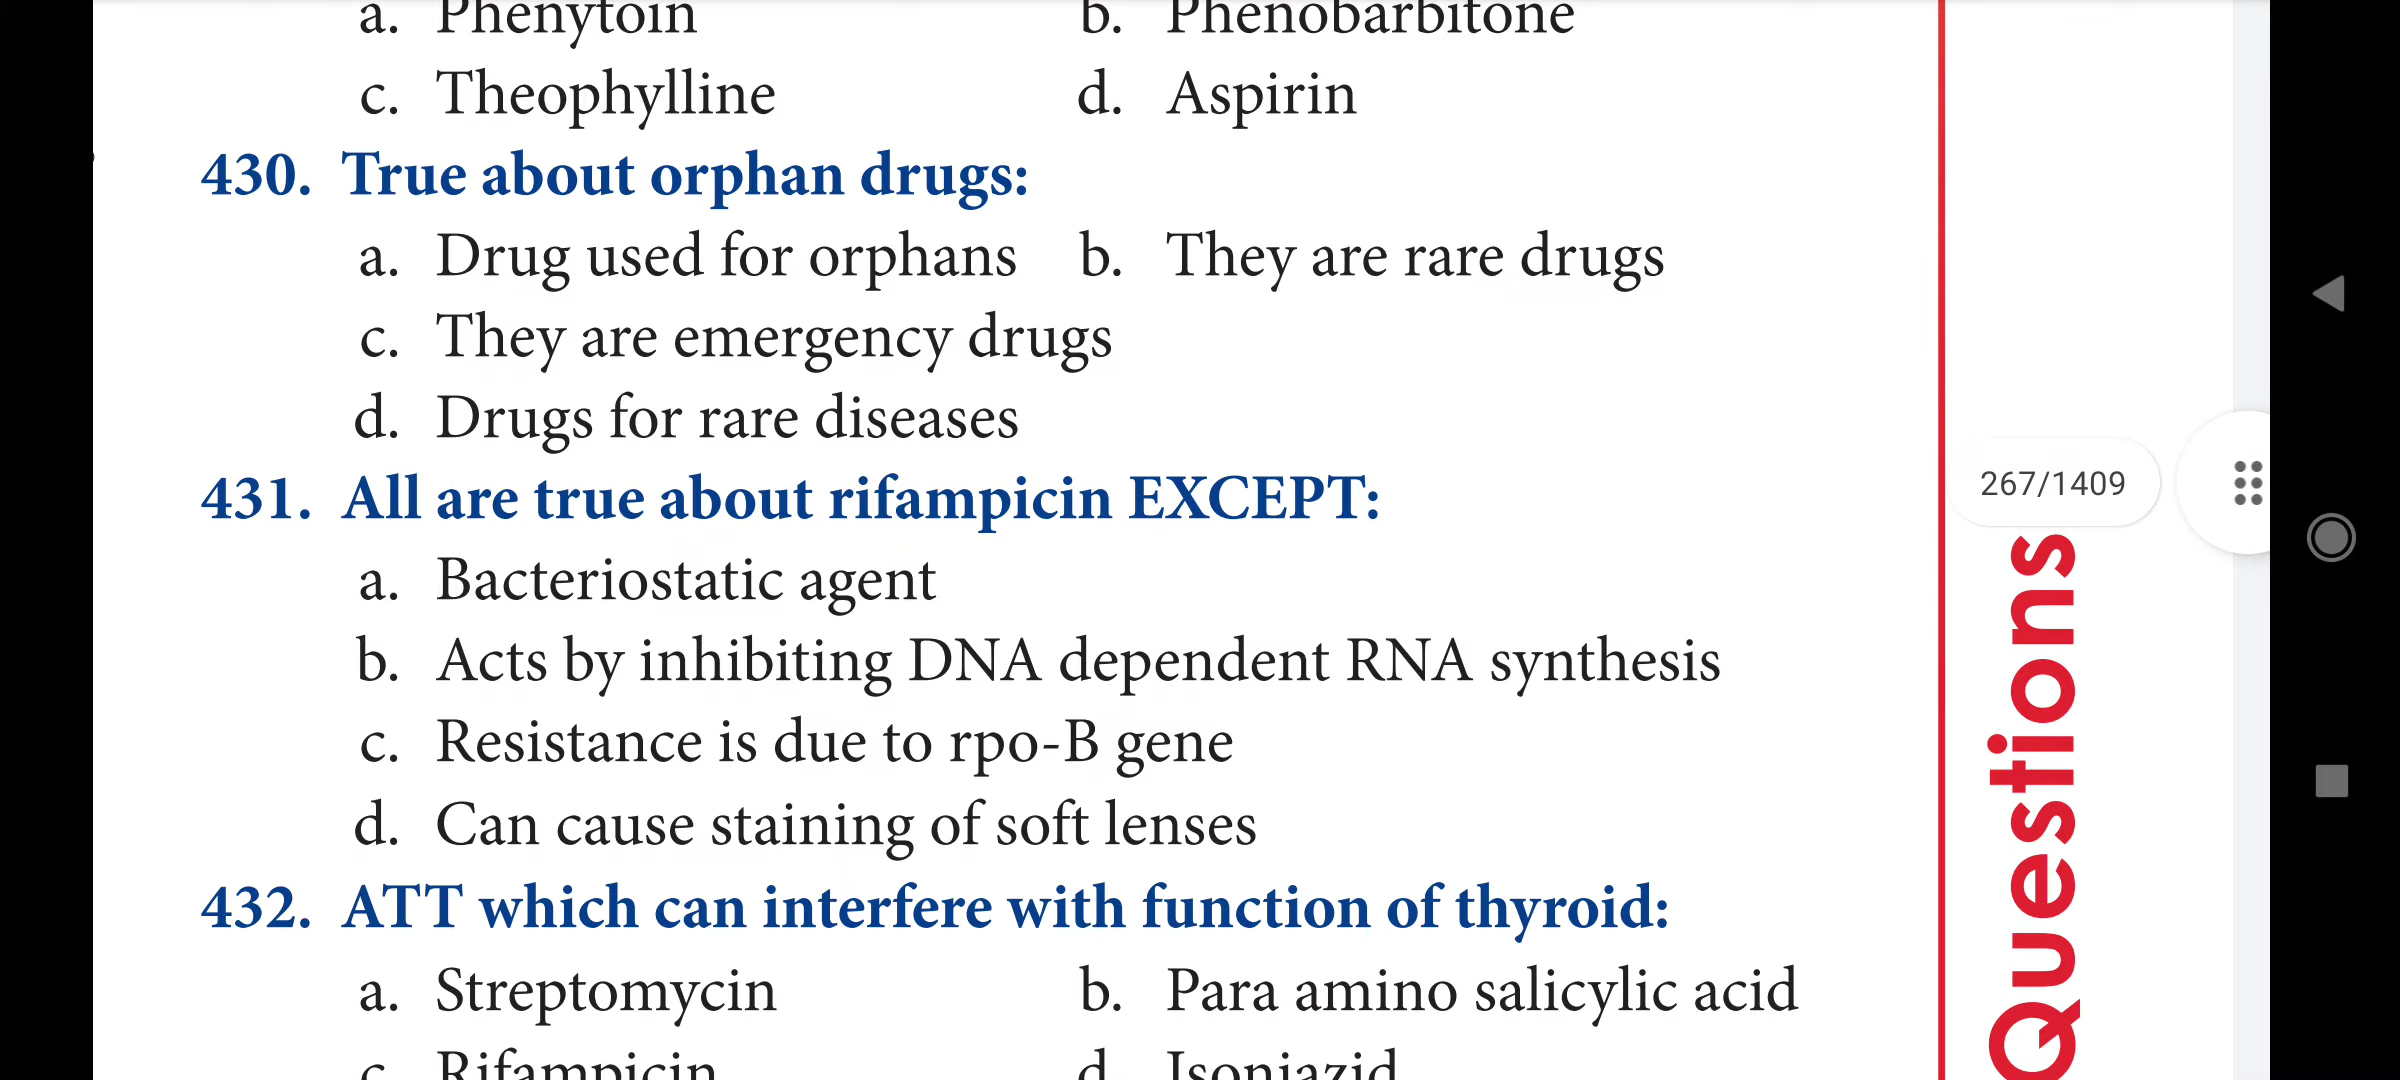 a. Phenytoin b. Phenobarbitone
c. Theophylline d. Aspirin
430. True about orphan drugs:
a. Drug used for orphans b. They are rare drugs
c. They are emergency drugs
d. Drugs for rare diseases
431. All are true about rifampicin EXCEPT:
a. Bacteriostatic agent
b. Acts by inhibiting DNA dependent RNA synthesis
c. Resistance is due to rpo-B gene
d. Can cause staining of soft lenses
432. ATT which can interfere with function of thyroid:
a. Streptomycin b. Para amino salicylic acid
c. Rifampicin d. Isoniazid
267/1409
Questions